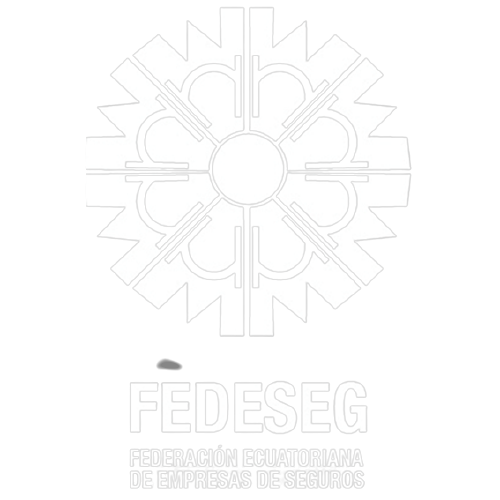 FEDESEG
FEDERACIÓN ECUATORIANA
DE EMPRESAS DE SEGUROS